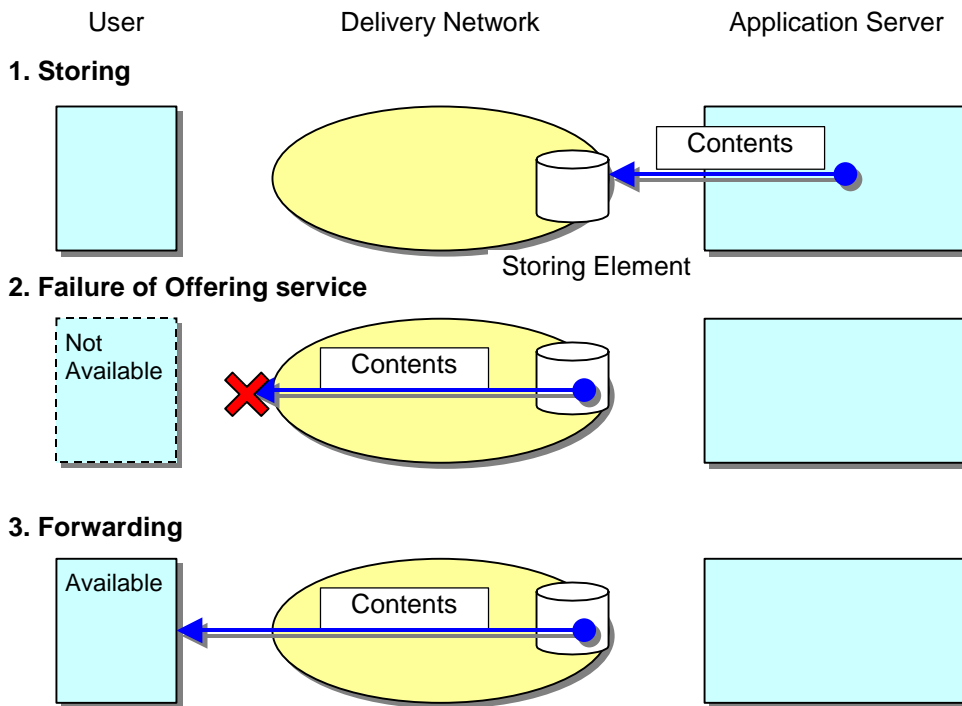 User
Delivery Network
Application Server
1. Storing
Contents
Storing Element
2. Failure of Offering service
Not
Available
Contents
3. Forwarding
Available
Contents